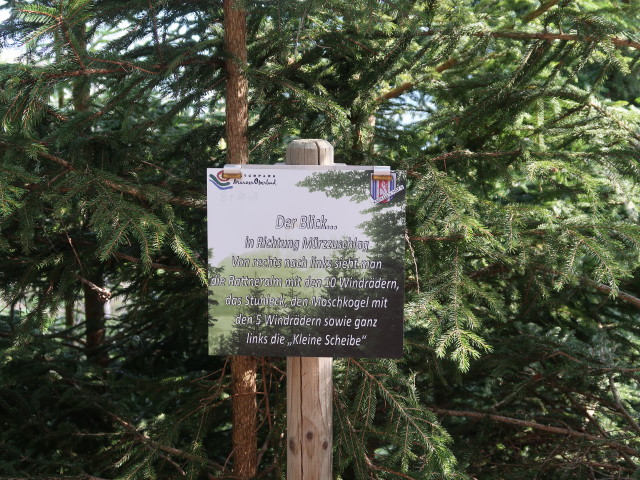 Der Blick...
in Richtung Mürzzuschlag
Von rechts nach links sieht man
die Rattneralm mit den 10 Windrädern,
das Stuhleck, den Moschkogel mit
den 5 Windrädern sowie ganz
links die „Kleine Scheibe"